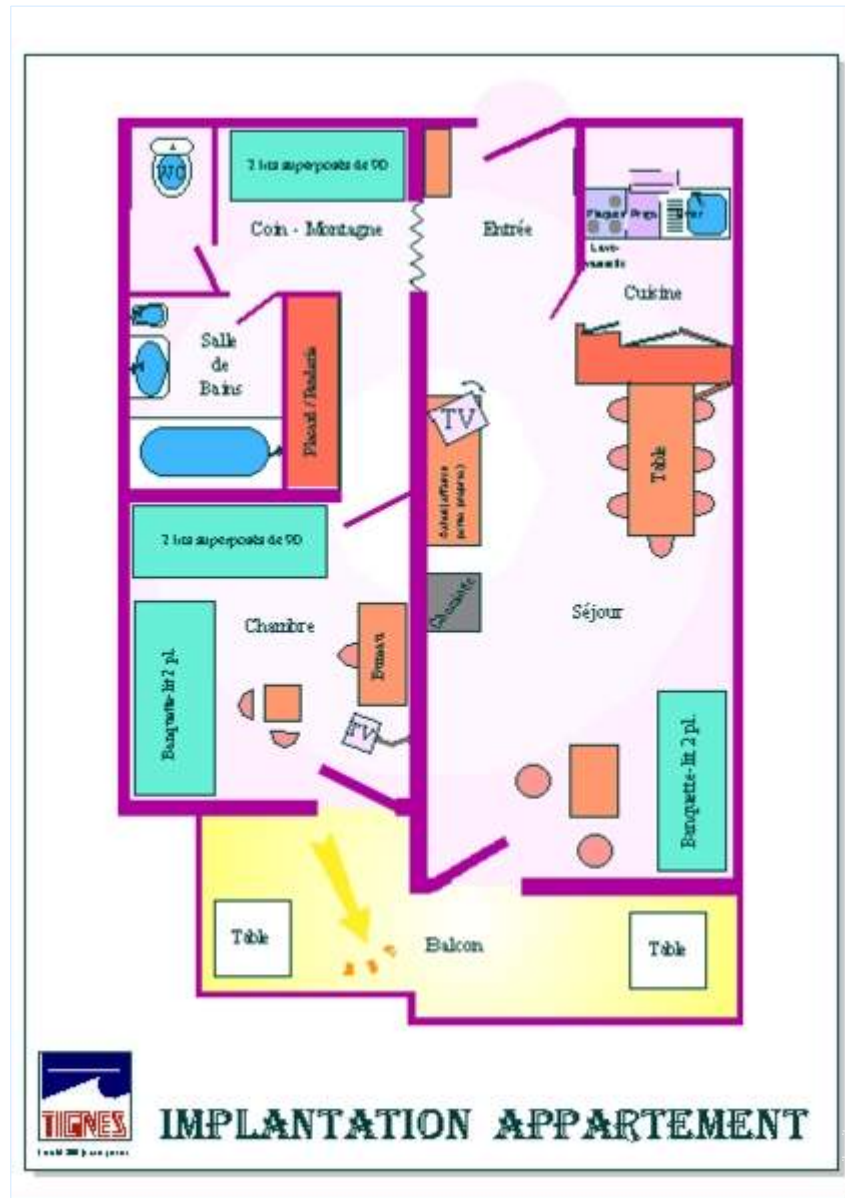 WC
2 lits superposés de 90
Coin - Montagne
Entrée
Plaques
Frigo
Evier
Lave-
vaisselle
Cuisine
Salle
de
Bains
Placard / Penderie
TV
Table
2 lits superposés de 90
Chambre
Bureau
Banquette-lit 2 pl.
TV
Cheminée
Séjour
Banquette-lit 2 pl.
Table
Balcon
Table
TIGNES
IMPLANTATION APPARTEMENT